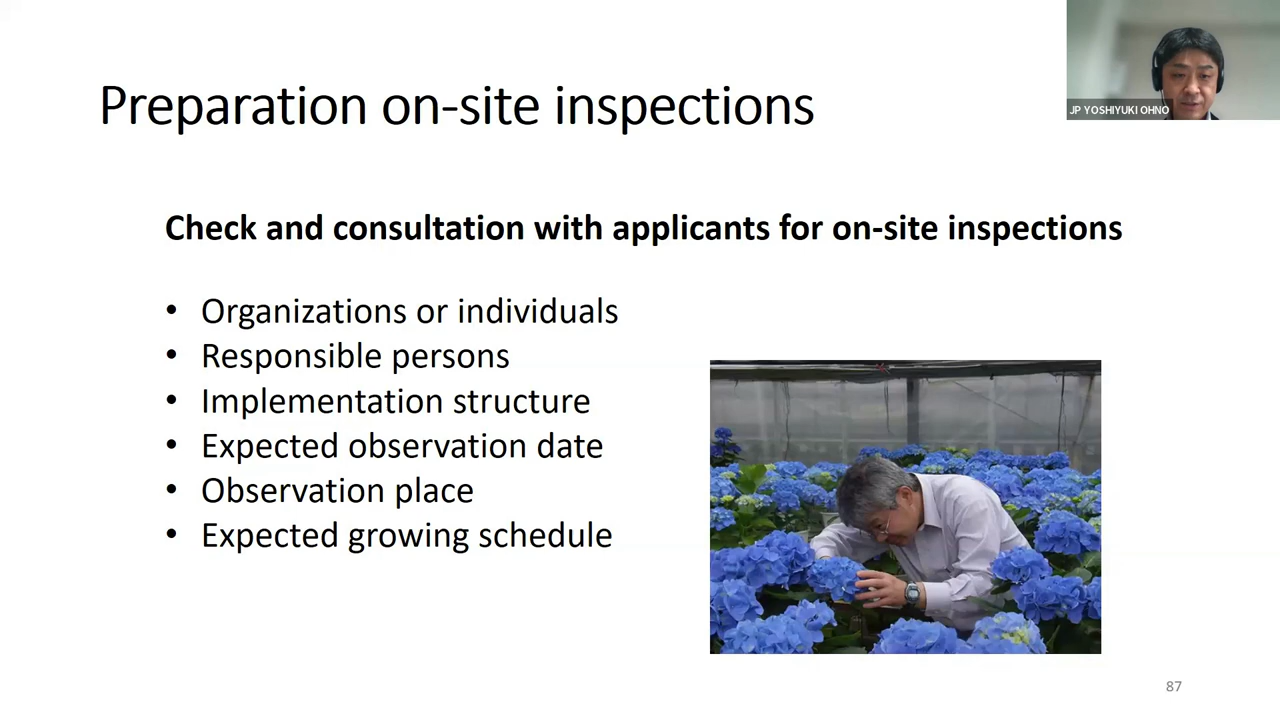 Preparation on-site inspections
JP YOSHIYUKI OHNO
Check and consultation with applicants for on-site inspections
• Organizations or individuals
• Responsible persons
• Implementation structure
• Expected observation date
• Observation place
• Expected growing schedule
87